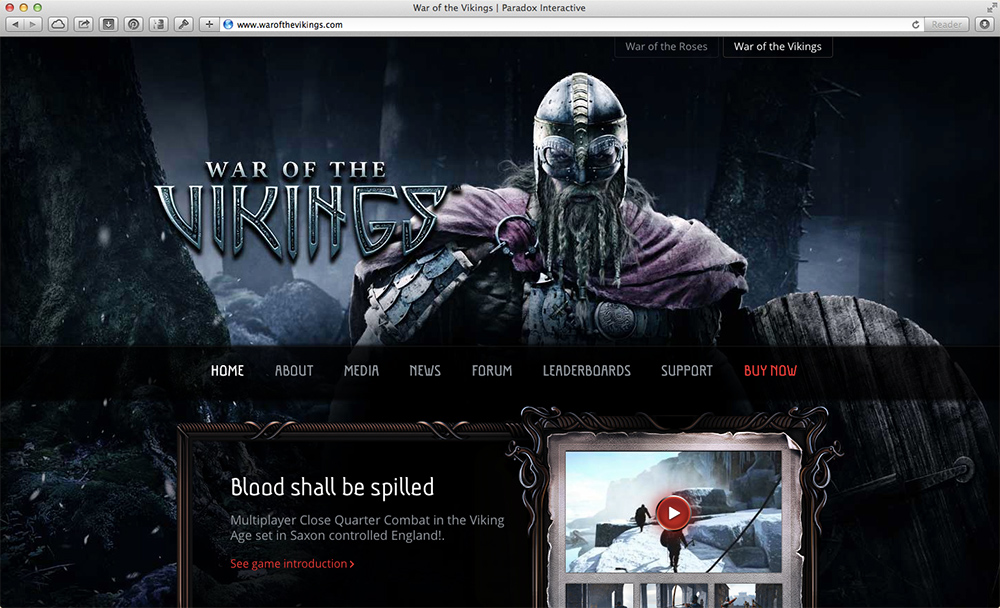 War of the Vikings | Paradox Interactive
www.warofthevikings.com
Reader
War of the Roses
War of the Vikings
WAR OF THE
VIKINGS
HOME
ABOUT
MEDIA
NEWS
FORUM
LEADERBOARDS
SUPPORT
BUY NOW
Blood shall be spilled
Multiplayer Close Quarter Combat in the Viking
Age set in Saxon controlled England!.
See game introduction >